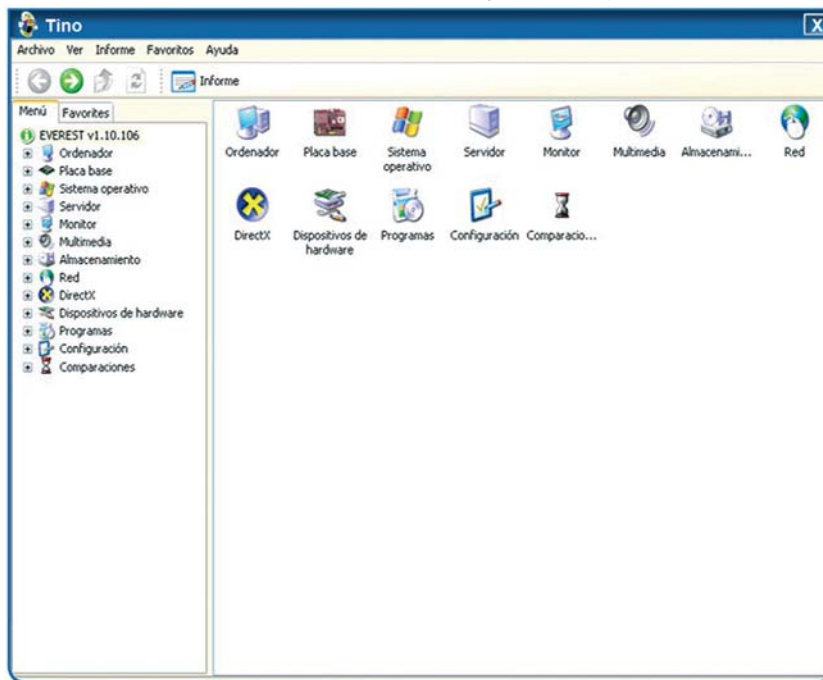 Tino
X
Archivo Ver Informe Favoritos Ayuda
Informe
Menú Favorites
EVEREST v1.10.106
Ordenador
Placa base
Sistema operativo
Servidor
Monitor
Multimedia
Almacenamiento
Red
DirectX
Dispositivos de hardware
Programas
Configuración
Comparaciones
Ordenador Placa base Sistema operativo Servidor Monitor Multimedia Almacenami... Red
DirectX Dispositivos de hardware Programas Configuración Comparacio...